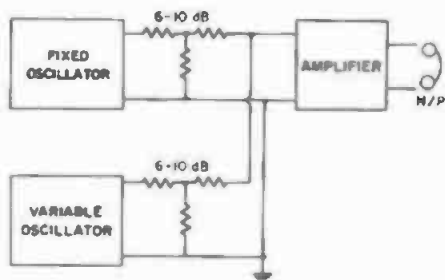 6-10 dB
FIXED
OSCILLATOR
AMPLIFIER
H/P
6-10 dB
VARIABLE
OSCILLATOR